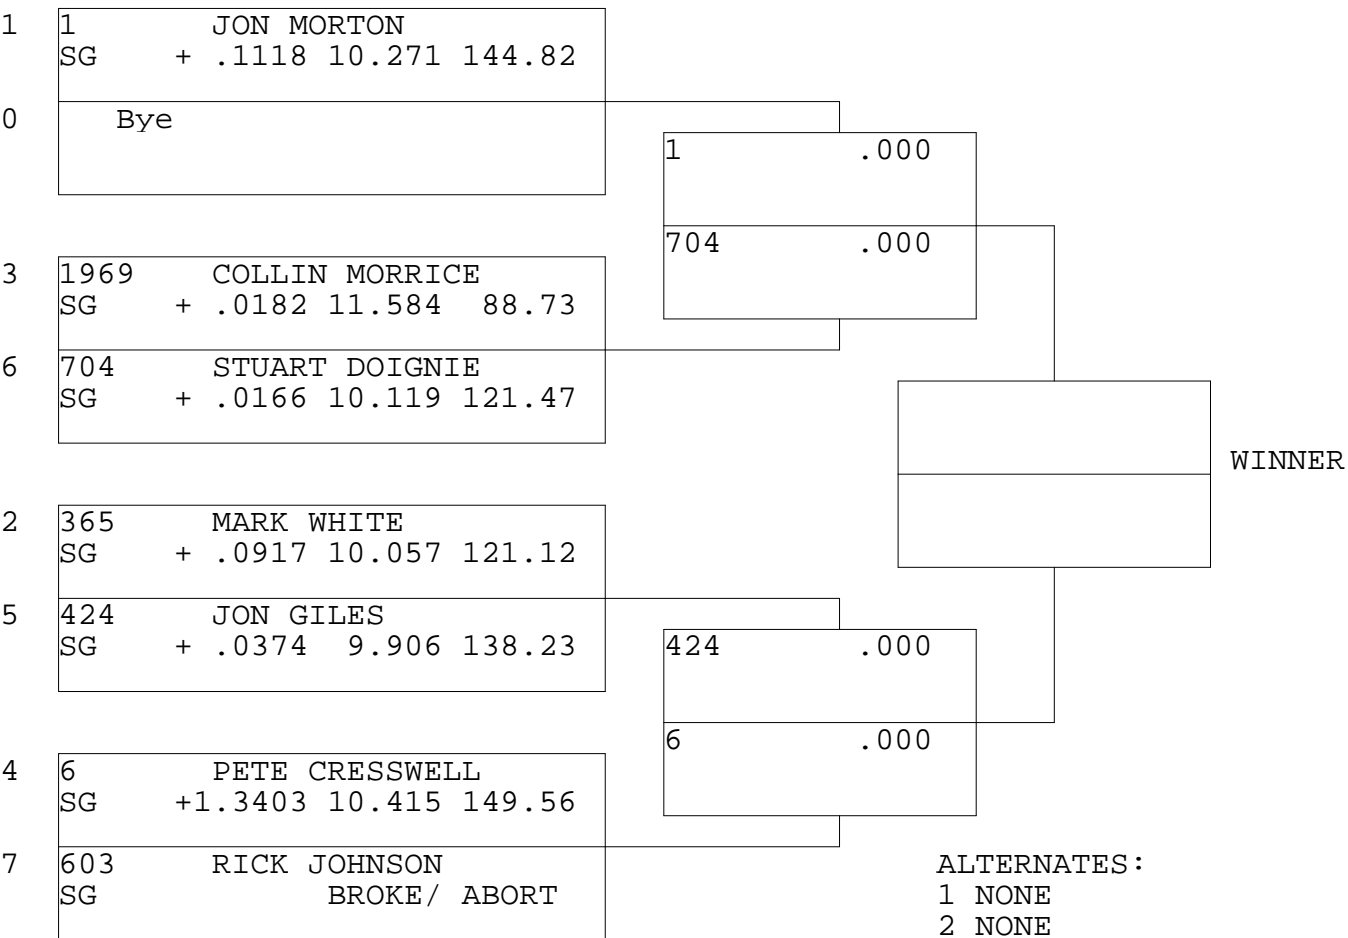 1 1 JON MORTON
SG + .1118 10.271 144.82
0 Bye
1 .000
704 .000
3 1969 COLLIN MORRICE
SG + .0182 11.584 88.73
6 704 STUART DOIGNIE
SG + .0166 10.119 121.47
WINNER
2 365 MARK WHITE
SG + .0917 10.057 121.12
5 424 JON GILES
SG + .0374 9.906 138.23
424 .000
6 .000
4 6 PETE CRESSWELL
SG +1.3403 10.415 149.56
7 603 RICK JOHNSON
SG BROKE/ ABORT
ALTERNATES:
1 NONE
2 NONE